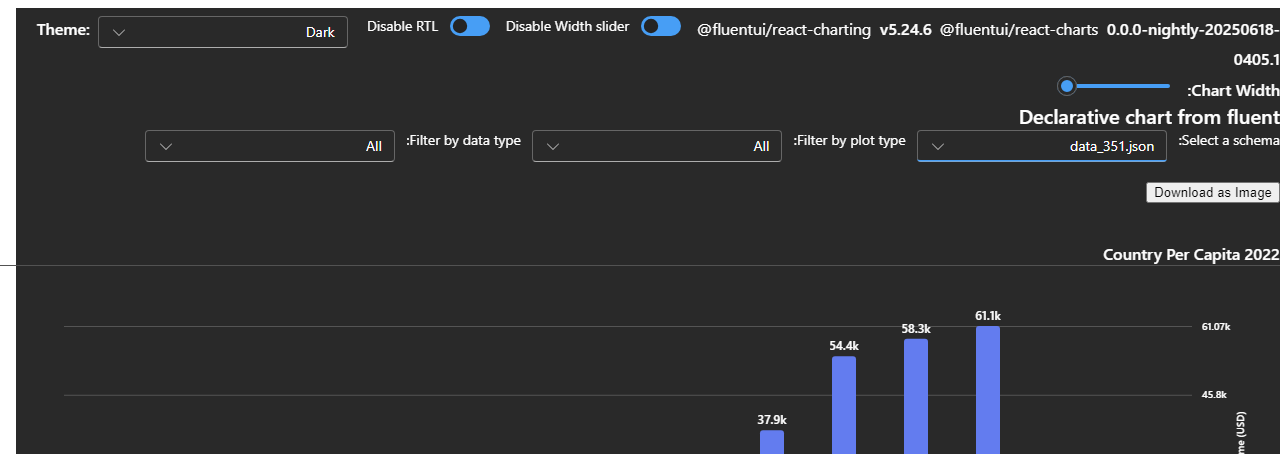 Theme: Dark Disable RTL Disable Width slider @fluentui/react-charting v5.24.6 @fluentui/react-charts 0.0.0-nightly-20250618-
0405.1
:Chart Width
Declarative chart from fluent
:Select a schema data_351.json :Filter by plot type All :Filter by data type All
Download as Image
Country Per Capita 2022
61.1k
61.07k
58.3k
54.4k
45.8k
37.9k
(USD)